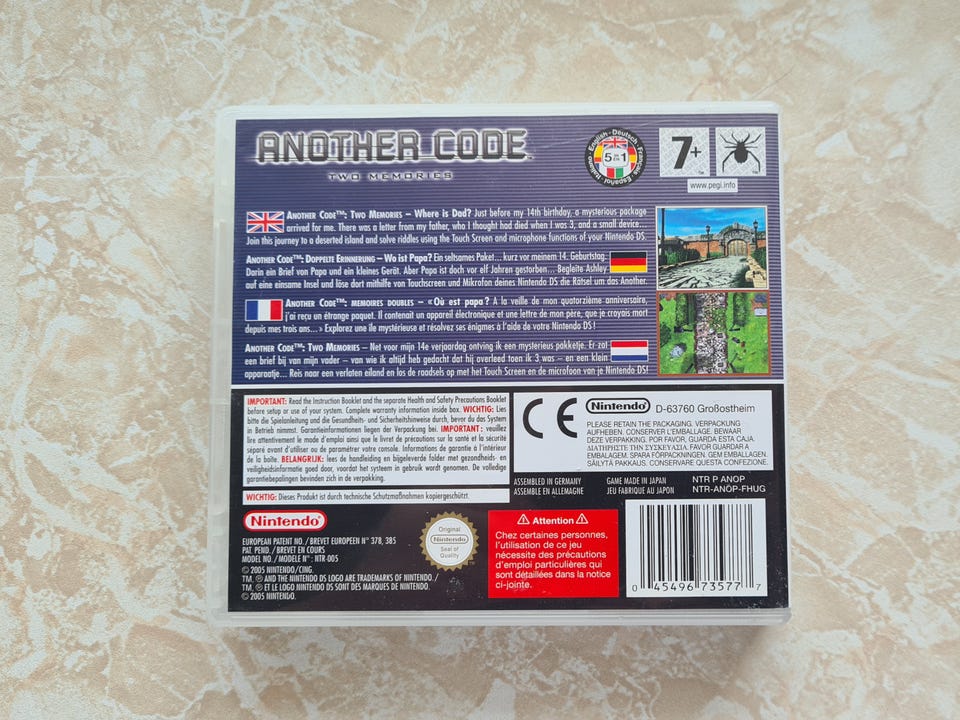 ANOTHER CODE™
TWO MEMORIES
English • Deutsch • Français • Español • Italiano
5 IN 1
7+
www.pegi.info
ANOTHER CODE™: TWO MEMORIES – Where is Dad? Just before my 14th birthday, a mysterious package
arrived for me. There was a letter from my father, who I thought had died when I was 3, and a small device...
Join this journey to a deserted island and solve riddles using the Touch Screen and microphone functions of your Nintendo DS.
ANOTHER CODE™: DOPPELTE ERINNERUNG – Wo ist Papa? Ein seltsames Paket... kurz vor meinem 14. Geburtstag.
Darin ein Brief von Papa und ein kleines Gerät. Aber Papa ist doch vor elf Jahren gestorben... Begleite Ashley
auf eine einsame Insel und löse dort mithilfe von Touchscreen und Mikrofon deines Nintendo DS die Rätsel um das Another.
ANOTHER CODE™: MEMOIRES DOUBLES – « Où est papa ? A la veille de mon quatorzième anniversaire,
j'ai reçu un étrange paquet. Il contenait un appareil électronique et une lettre de mon père, que je croyais mort
depuis mes trois ans... » Explorez une île mystérieuse et résolvez ses énigmes à l'aide de votre Nintendo DS !
ANOTHER CODE™: TWO MEMORIES – Net voor mijn 14e verjaardag ontving ik een mysterieus pakketje. Er zat
een brief bij van mijn vader - van wie ik altijd heb gedacht dat hij overleed toen ik 3 was – en een klein
apparaatje... Reis naar een verlaten eiland en los de raadsels op met het Touch Screen en de microfoon van je Nintendo DS!
IMPORTANT: Read the Instruction Booklet and the separate Health and Safety Precautions Booklet
before setup or use of your system. Complete warranty information inside box. WICHTIG: Lies
bitte die Spielanleitung und die Gesundheits- und Sicherheitshinweise durch, bevor du das System
in Betrieb nimmst. Garantieinformationen liegen der Verpackung bei. IMPORTANT : veuillez
lire attentivement le mode d'emploi ainsi que le livret de précautions sur la santé et la sécurité
séparé avant d'utiliser ou de paramétrer votre console. Informations de garantie à l'intérieur
de la boîte. BELANGRIJK: lees de handleiding en bijgeleverde folder met gezondheids- en
veiligheidsinformatie goed door, voordat het systeem in gebruik wordt genomen. De volledige
garantiebepalingen bevinden zich in de verpakking.
WICHTIG: Dieses Produkt ist durch technische Schutzmaßnahmen kopiergeschützt.
CE
Nintendo® D-63760 Großostheim
PLEASE RETAIN THE PACKAGING. VERPACKUNG
AUFHEBEN. CONSERVER L'EMBALLAGE. BEWAAR
DEZE VERPAKKING. POR FAVOR, GUARDA ESTA CAJA.
ΔΙΑΤΗΡΗΣΤΕ ΤΗΝ ΣΥΣΚΕΥΑΣΙΑ. FAVOR GUARDAR A
EMBALAGEM. SPARA FÖRPACKNINGEN. GEM EMBALLAGEN.
SÄILYTÄ PAKKAUS. CONSERVARE QUESTA CONFEZIONE.
ASSEMBLED IN GERMANY
ASSEMBLE EN ALLEMAGNE
GAME MADE IN JAPAN
JEU FABRIQUE AU JAPON
NTR P ANOP
NTR-ANOP-FHUG
Nintendo®
EUROPEAN PATENT NO./BREVET EUROPEEN N° 378, 385
PAT. PEND./BREVET EN COURS
MODEL NO./MODELE N°: NTR-005
© 2005 NINTENDO/CING.
TM, ® AND THE NINTENDO DS LOGO ARE TRADEMARKS OF NINTENDO./
TM, ® ET LE LOGO NINTENDO DS SONT DES MARQUES DE NINTENDO.
© 2005 NINTENDO.
Original
Nintendo
Seal of
Quality
Attention
Chez certaines personnes,
l'utilisation de ce jeu
nécessite des précautions
d'emploi particulières qui
sont détaillées dans la notice
ci-jointe.
0 45496 73577 7